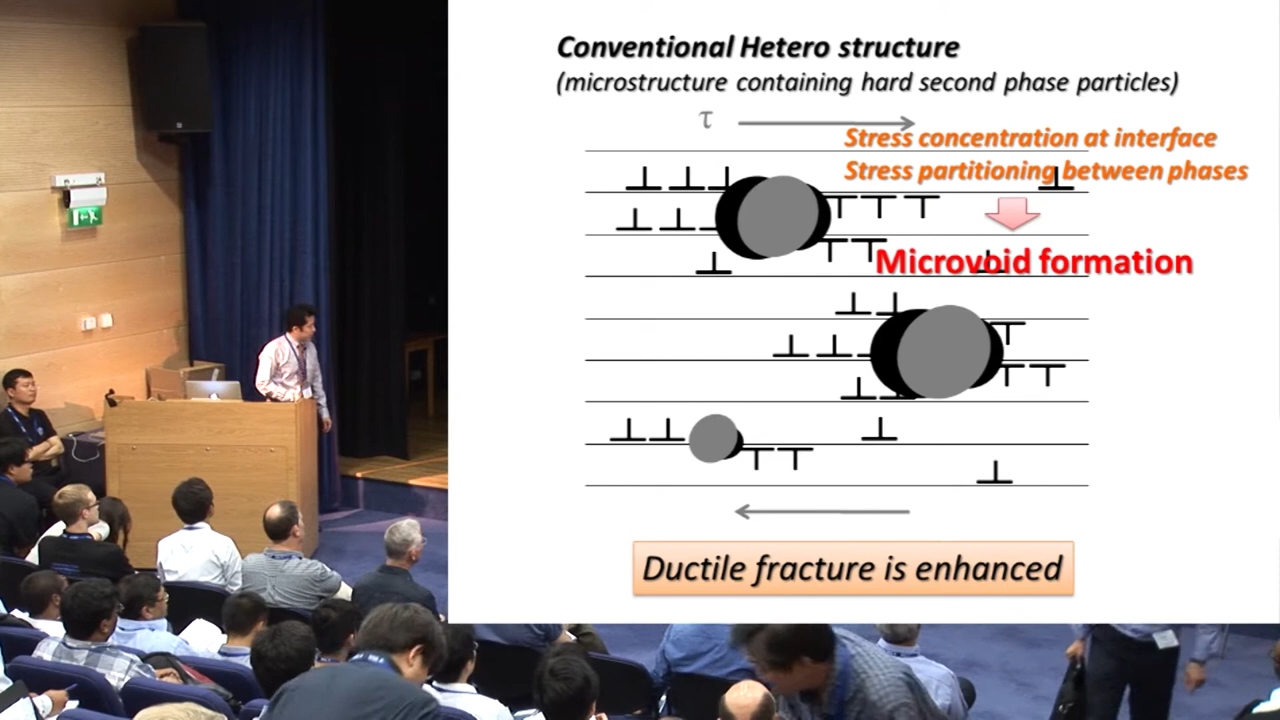 Conventional Hetero structure
(microstructure containing hard second phase particles)
τ
Stress concentration at interface
Stress partitioning between phases
Microvoid formation
Ductile fracture is enhanced